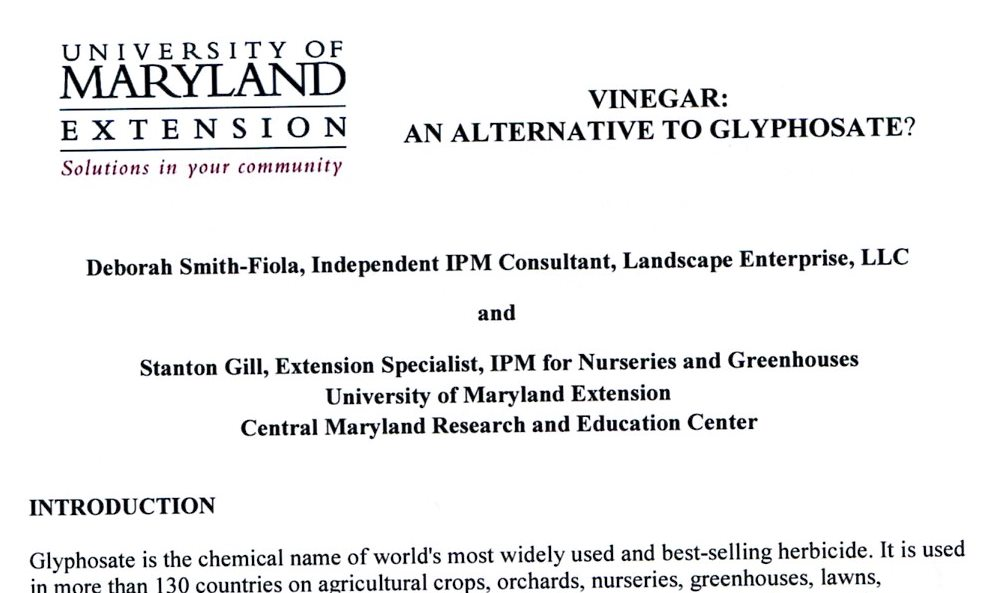 UNIVERSITY OF
MARYLAND
EXTENSION
Solutions in your community
VINEGAR:
AN ALTERNATIVE TO GLYPHOSATE?
Deborah Smith-Fiola, Independent IPM Consultant, Landscape Enterprise, LLC
and
Stanton Gill, Extension Specialist, IPM for Nurseries and Greenhouses
University of Maryland Extension
Central Maryland Research and Education Center
INTRODUCTION
Glyphosate is the chemical name of world's most widely used and best-selling herbicide. It is used
in more than 130 countries on agricultural crops, orchards, nurseries, greenhouses, lawns,